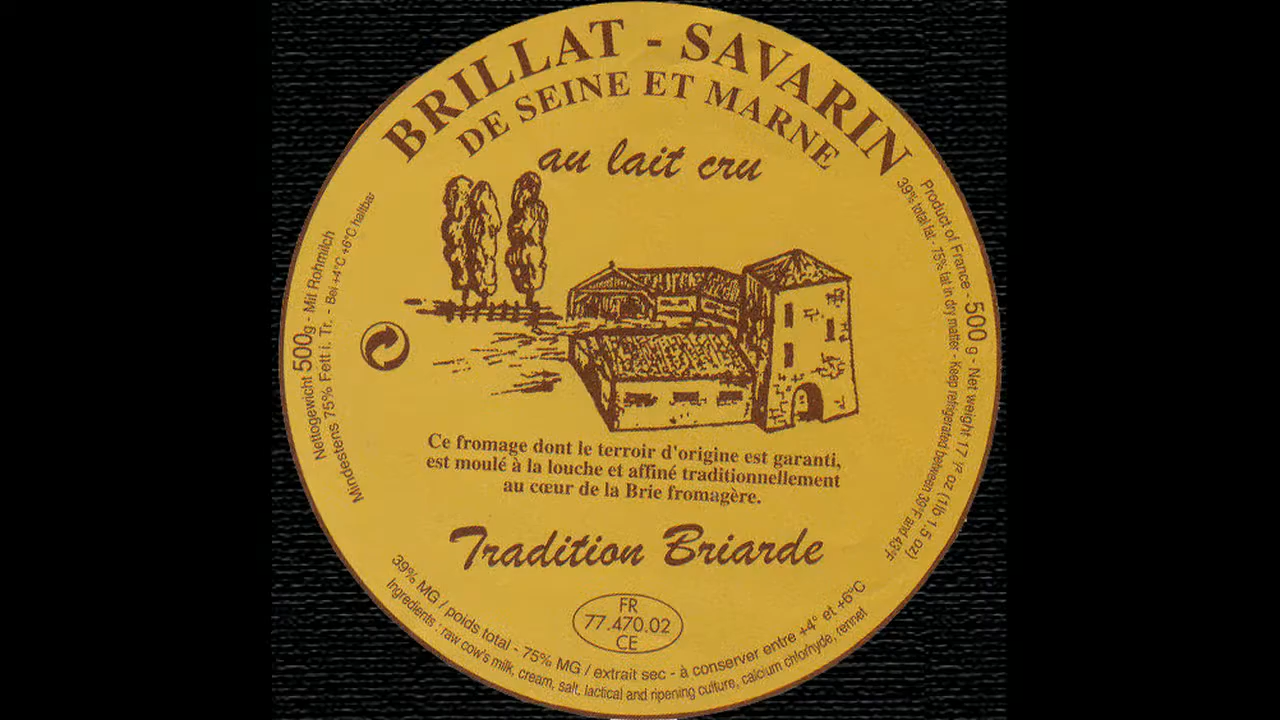 BRILLAT - SAVARIN
DE SEINE ET MARNE
au lait cru
Nettogewicht 500g - Mit Rohmilch
Mindestens 75% Fett i. Tr. - Bei +4°C +6°C haltbar
Product of France - 500 g - Net weight 17 1/2 oz (1lb 1.5 oz)
39% total fat - 75% fat in dry matter - Keep refrigerated between 39°F and 43°F
Ce fromage dont le terroir d'origine est garanti,
est moulé à la louche et affiné traditionnellement
au cœur de la Brie fromagère.
Tradition Briarde
FR
77.470.02
CE
39% MG / poids total - 75% MG / extrait sec - à conserver entre +4° et +6°C
Ingredients : raw cow's milk, cream, salt, lactical and ripening culture, calcium chlorhyde, rennet